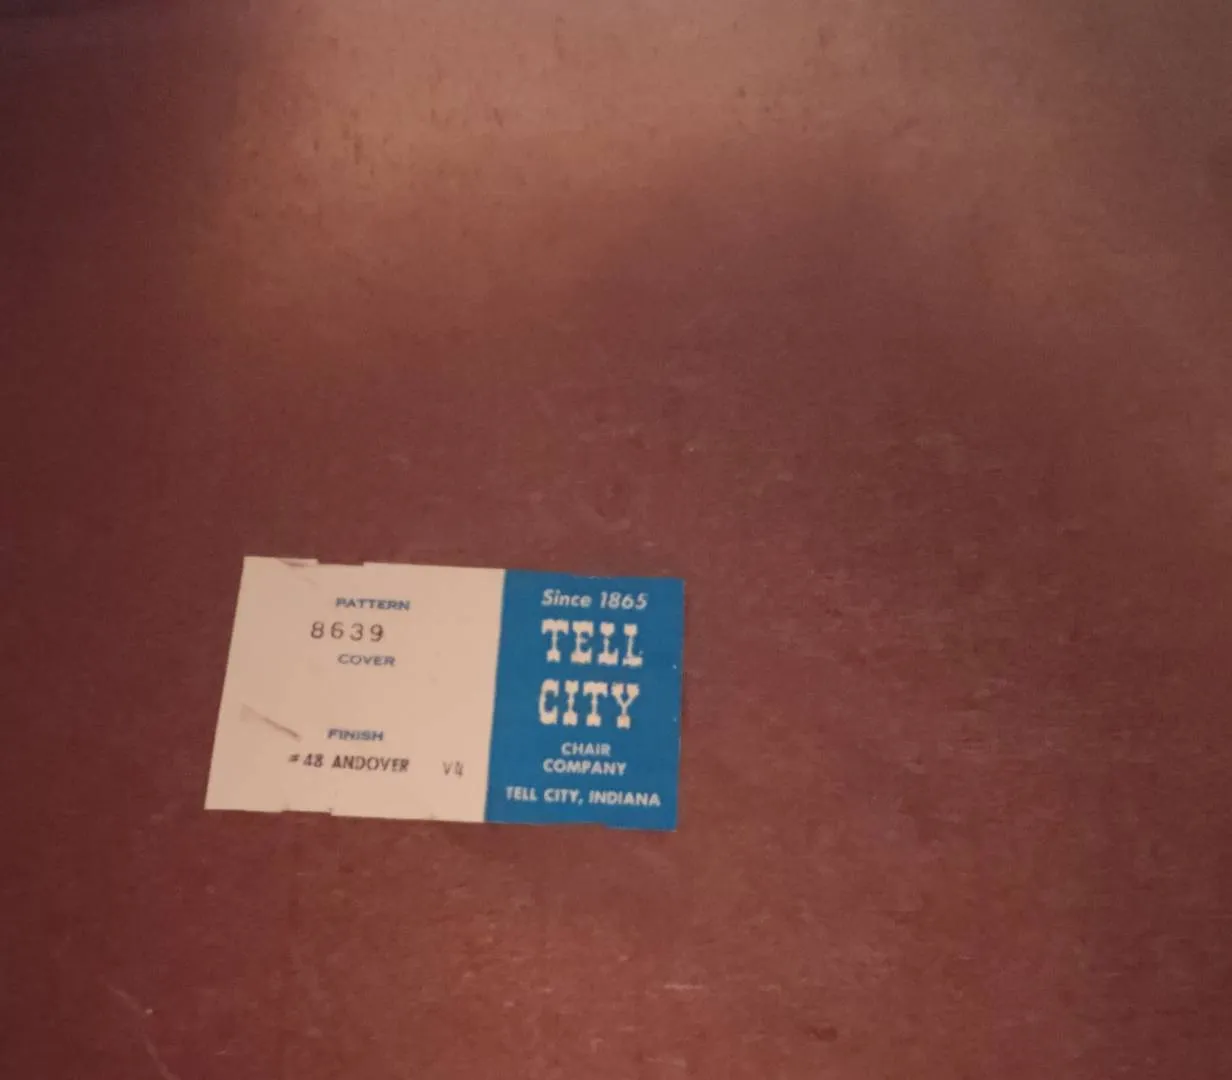 PATTERN
8639
COVER
FINISH
#48 ANDOVER V4
Since 1865
TELL
CITY
CHAIR
COMPANY
TELL CITY, INDIANA